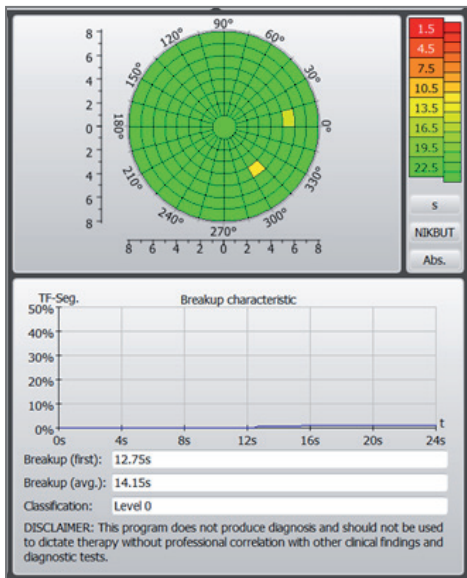 8
6
4
2
0
2
4
6
8
90°
60°
30°
0°
330°
300°
270°
240°
210°
180°
150°
120°
8 6 4 2 0 2 4 6 8
1.5
4.5
7.5
10.5
13.5
16.5
19.5
22.5
s
NIKBUT
Abs.
TF-Seg.
Breakup characteristic
50%
40%
30%
20%
10%
0%
t
0s 4s 8s 12s 16s 20s 24s
Breakup (first): 12.75s
Breakup (avg.): 14.15s
Classification: Level 0
DISCLAIMER: This program does not produce diagnosis and should not be used
to dictate therapy without professional correlation with other clinical findings and
diagnostic tests.